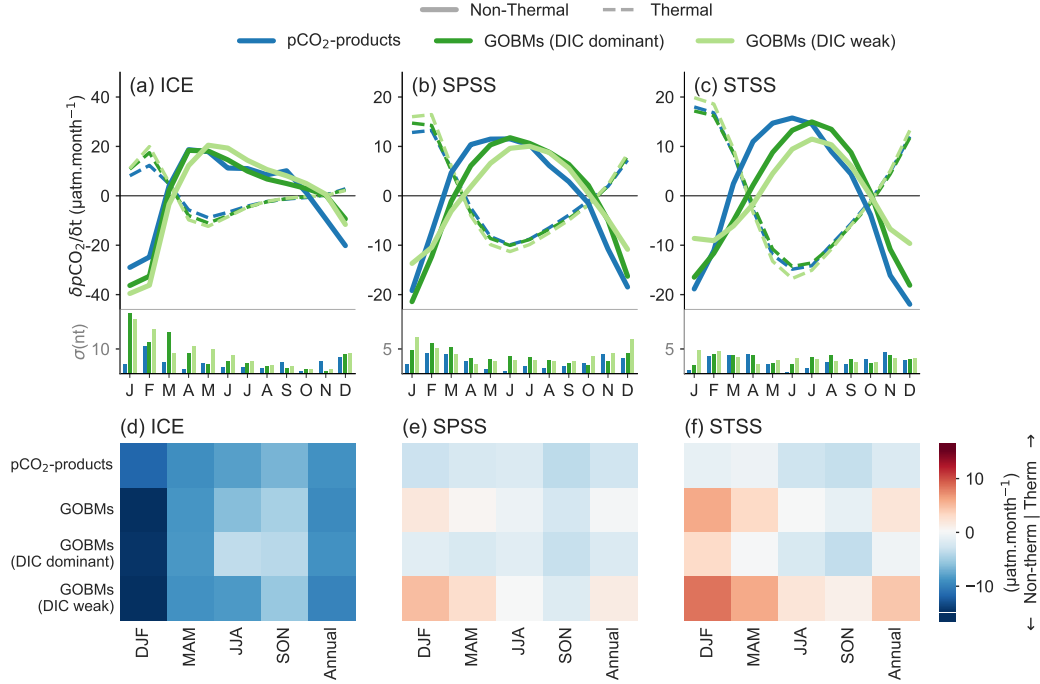 Non-Thermal Thermal
pCO₂-products GOBMs (DIC dominant) GOBMs (DIC weak)
(a) ICE (b) SPSS (c) STSS
δpCO₂/δt (µatm.month⁻¹)
40
20
0
-20
-40
20
10
0
-10
-20
20
10
0
-10
-20
σ(nt)
10
5
5
J F M A M J J A S O N D
J F M A M J J A S O N D
J F M A M J J A S O N D
(d) ICE (e) SPSS (f) STSS
pCO₂-products
GOBMs
GOBMs
(DIC dominant)
GOBMs
(DIC weak)
DJF MAM JJA SON Annual
DJF MAM JJA SON Annual
DJF MAM JJA SON Annual
10
0
−10
(µatm.month⁻¹)
← Non-therm | Therm →